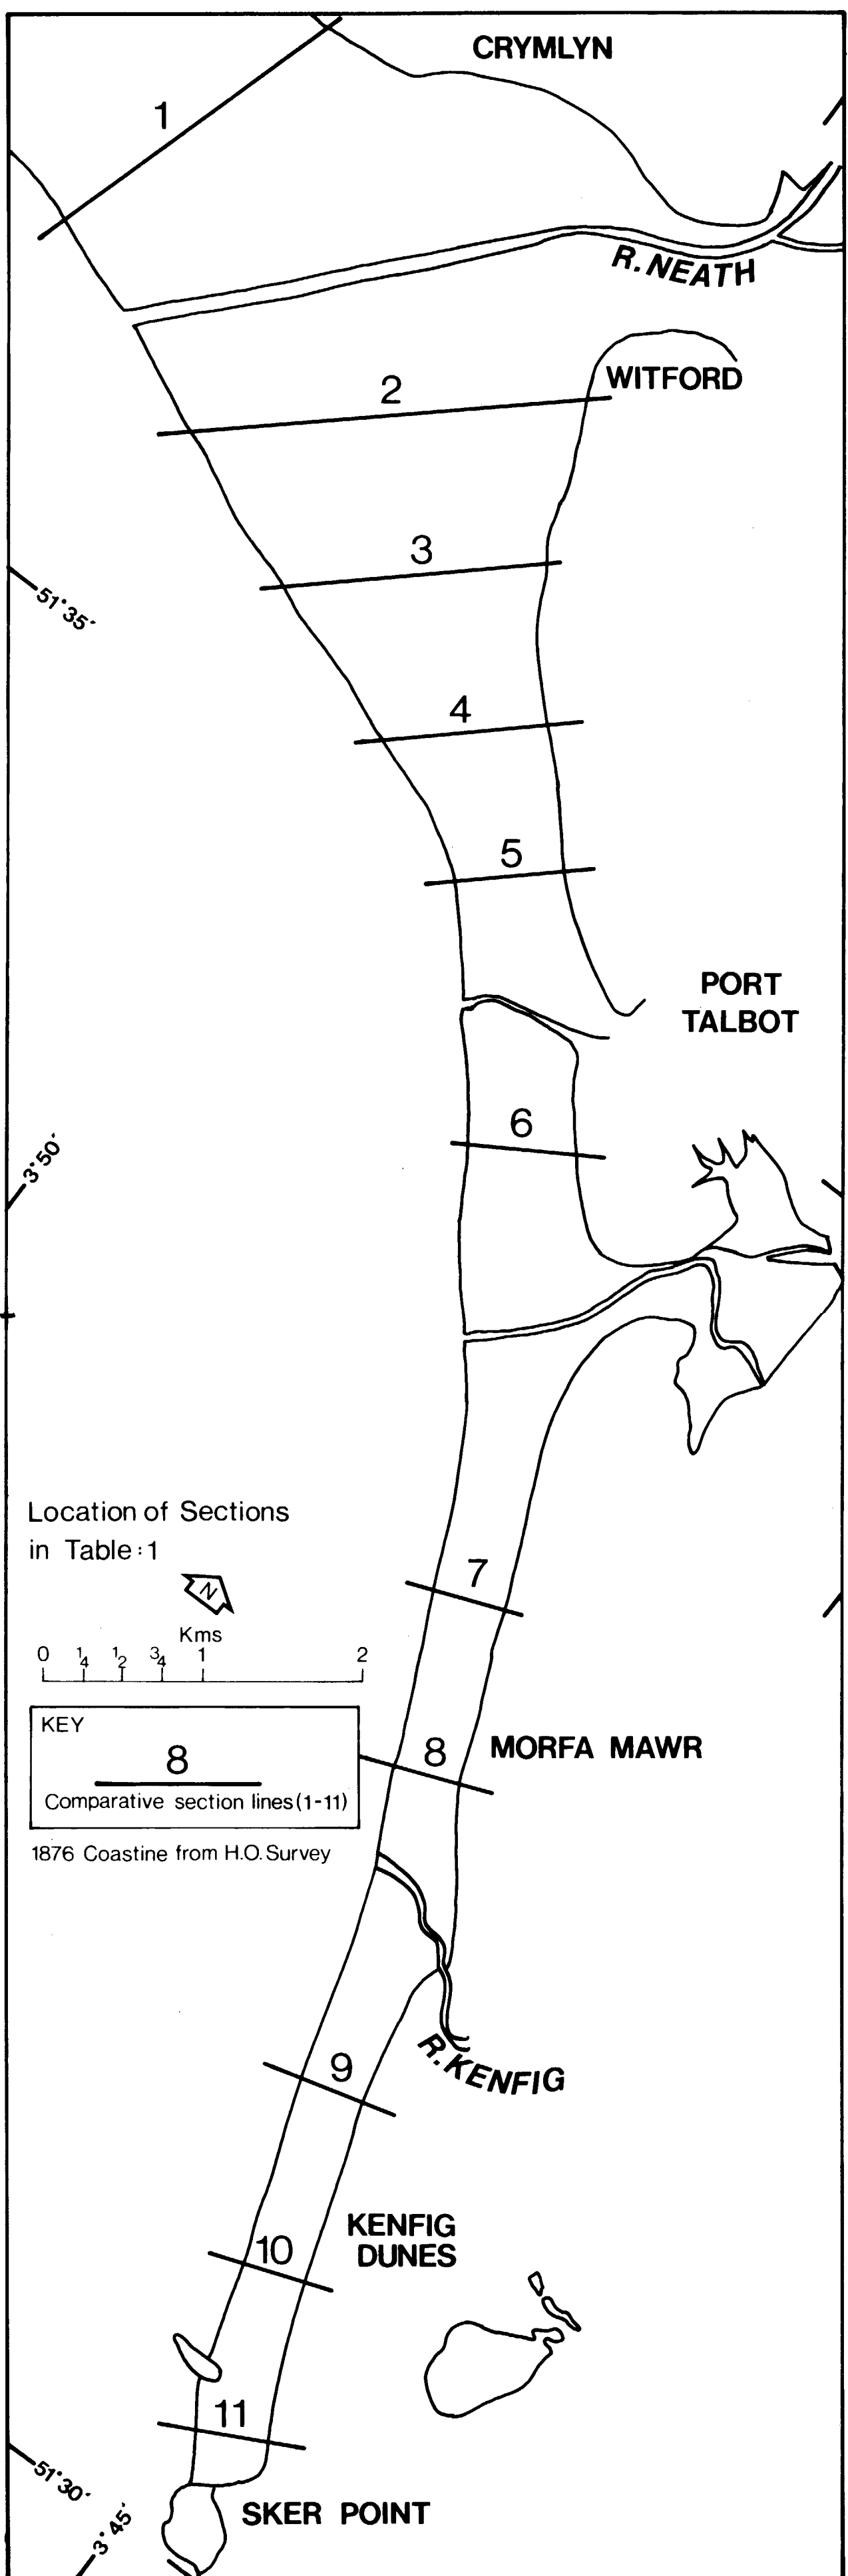 CRYMLYN
1
R. NEATH
2
WITFORD
3
51°35'
4
5
PORT
TALBOT
6
3°50'
Location of Sections
in Table : 1
7
N
Kms
0 1/4 1/2 3/4 1 2
KEY
8
Comparative section lines (1-11)
8
MORFA MAWR
1876 Coastine from H.O. Survey
9
R. KENFIG
10
KENFIG
DUNES
11
51°30'
SKER POINT
3°45'